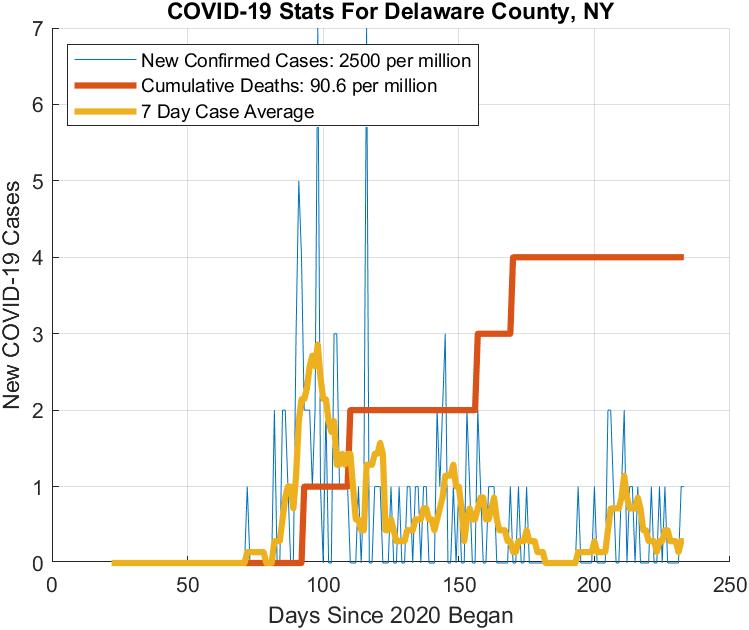 COVID-19 Stats For Delaware County, NY
7
New Confirmed Cases: 2500 per million
Cumulative Deaths: 90.6 per million
7 Day Case Average
6
5
4
3
2
1
0
New COVID-19 Cases
0 50 100 150 200 250
Days Since 2020 Began